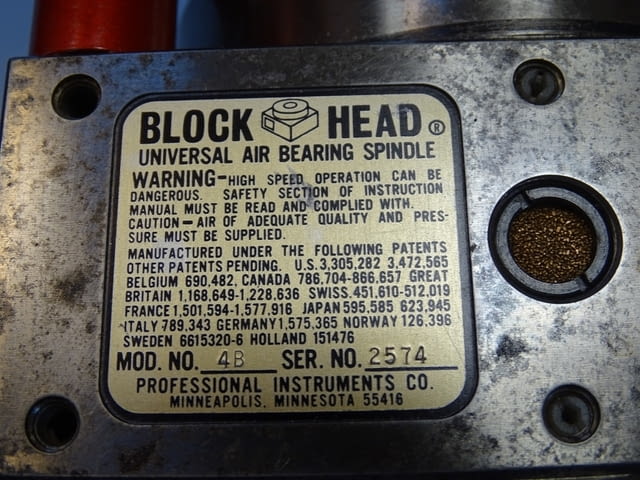 BLOCK HEAD ®
UNIVERSAL AIR BEARING SPINDLE
WARNING-HIGH SPEED OPERATION CAN BE
DANGEROUS. SAFETY SECTION OF INSTRUCTION
MANUAL MUST BE READ AND COMPLIED WITH.
CAUTION-AIR OF ADEQUATE QUALITY AND PRES-
SURE MUST BE SUPPLIED.
MANUFACTURED UNDER THE FOLLOWING PATENTS
OTHER PATENTS PENDING. U.S. 3,305,282 3,472,565
BELGIUM 690,482, CANADA 786,704-866,657 GREAT
BRITAIN 1,168,649-1,228,636 SWISS.451,610-512,019
FRANCE 1,501,594-1,577,916 JAPAN 595,585 623,945
ITALY 789,343 GERMANY 1,575,365 NORWAY 126,396
SWEDEN 6615320-6 HOLLAND 151476
MOD. NO. 4B SER. NO. 2574
PROFESSIONAL INSTRUMENTS CO.
MINNEAPOLIS, MINNESOTA 55416